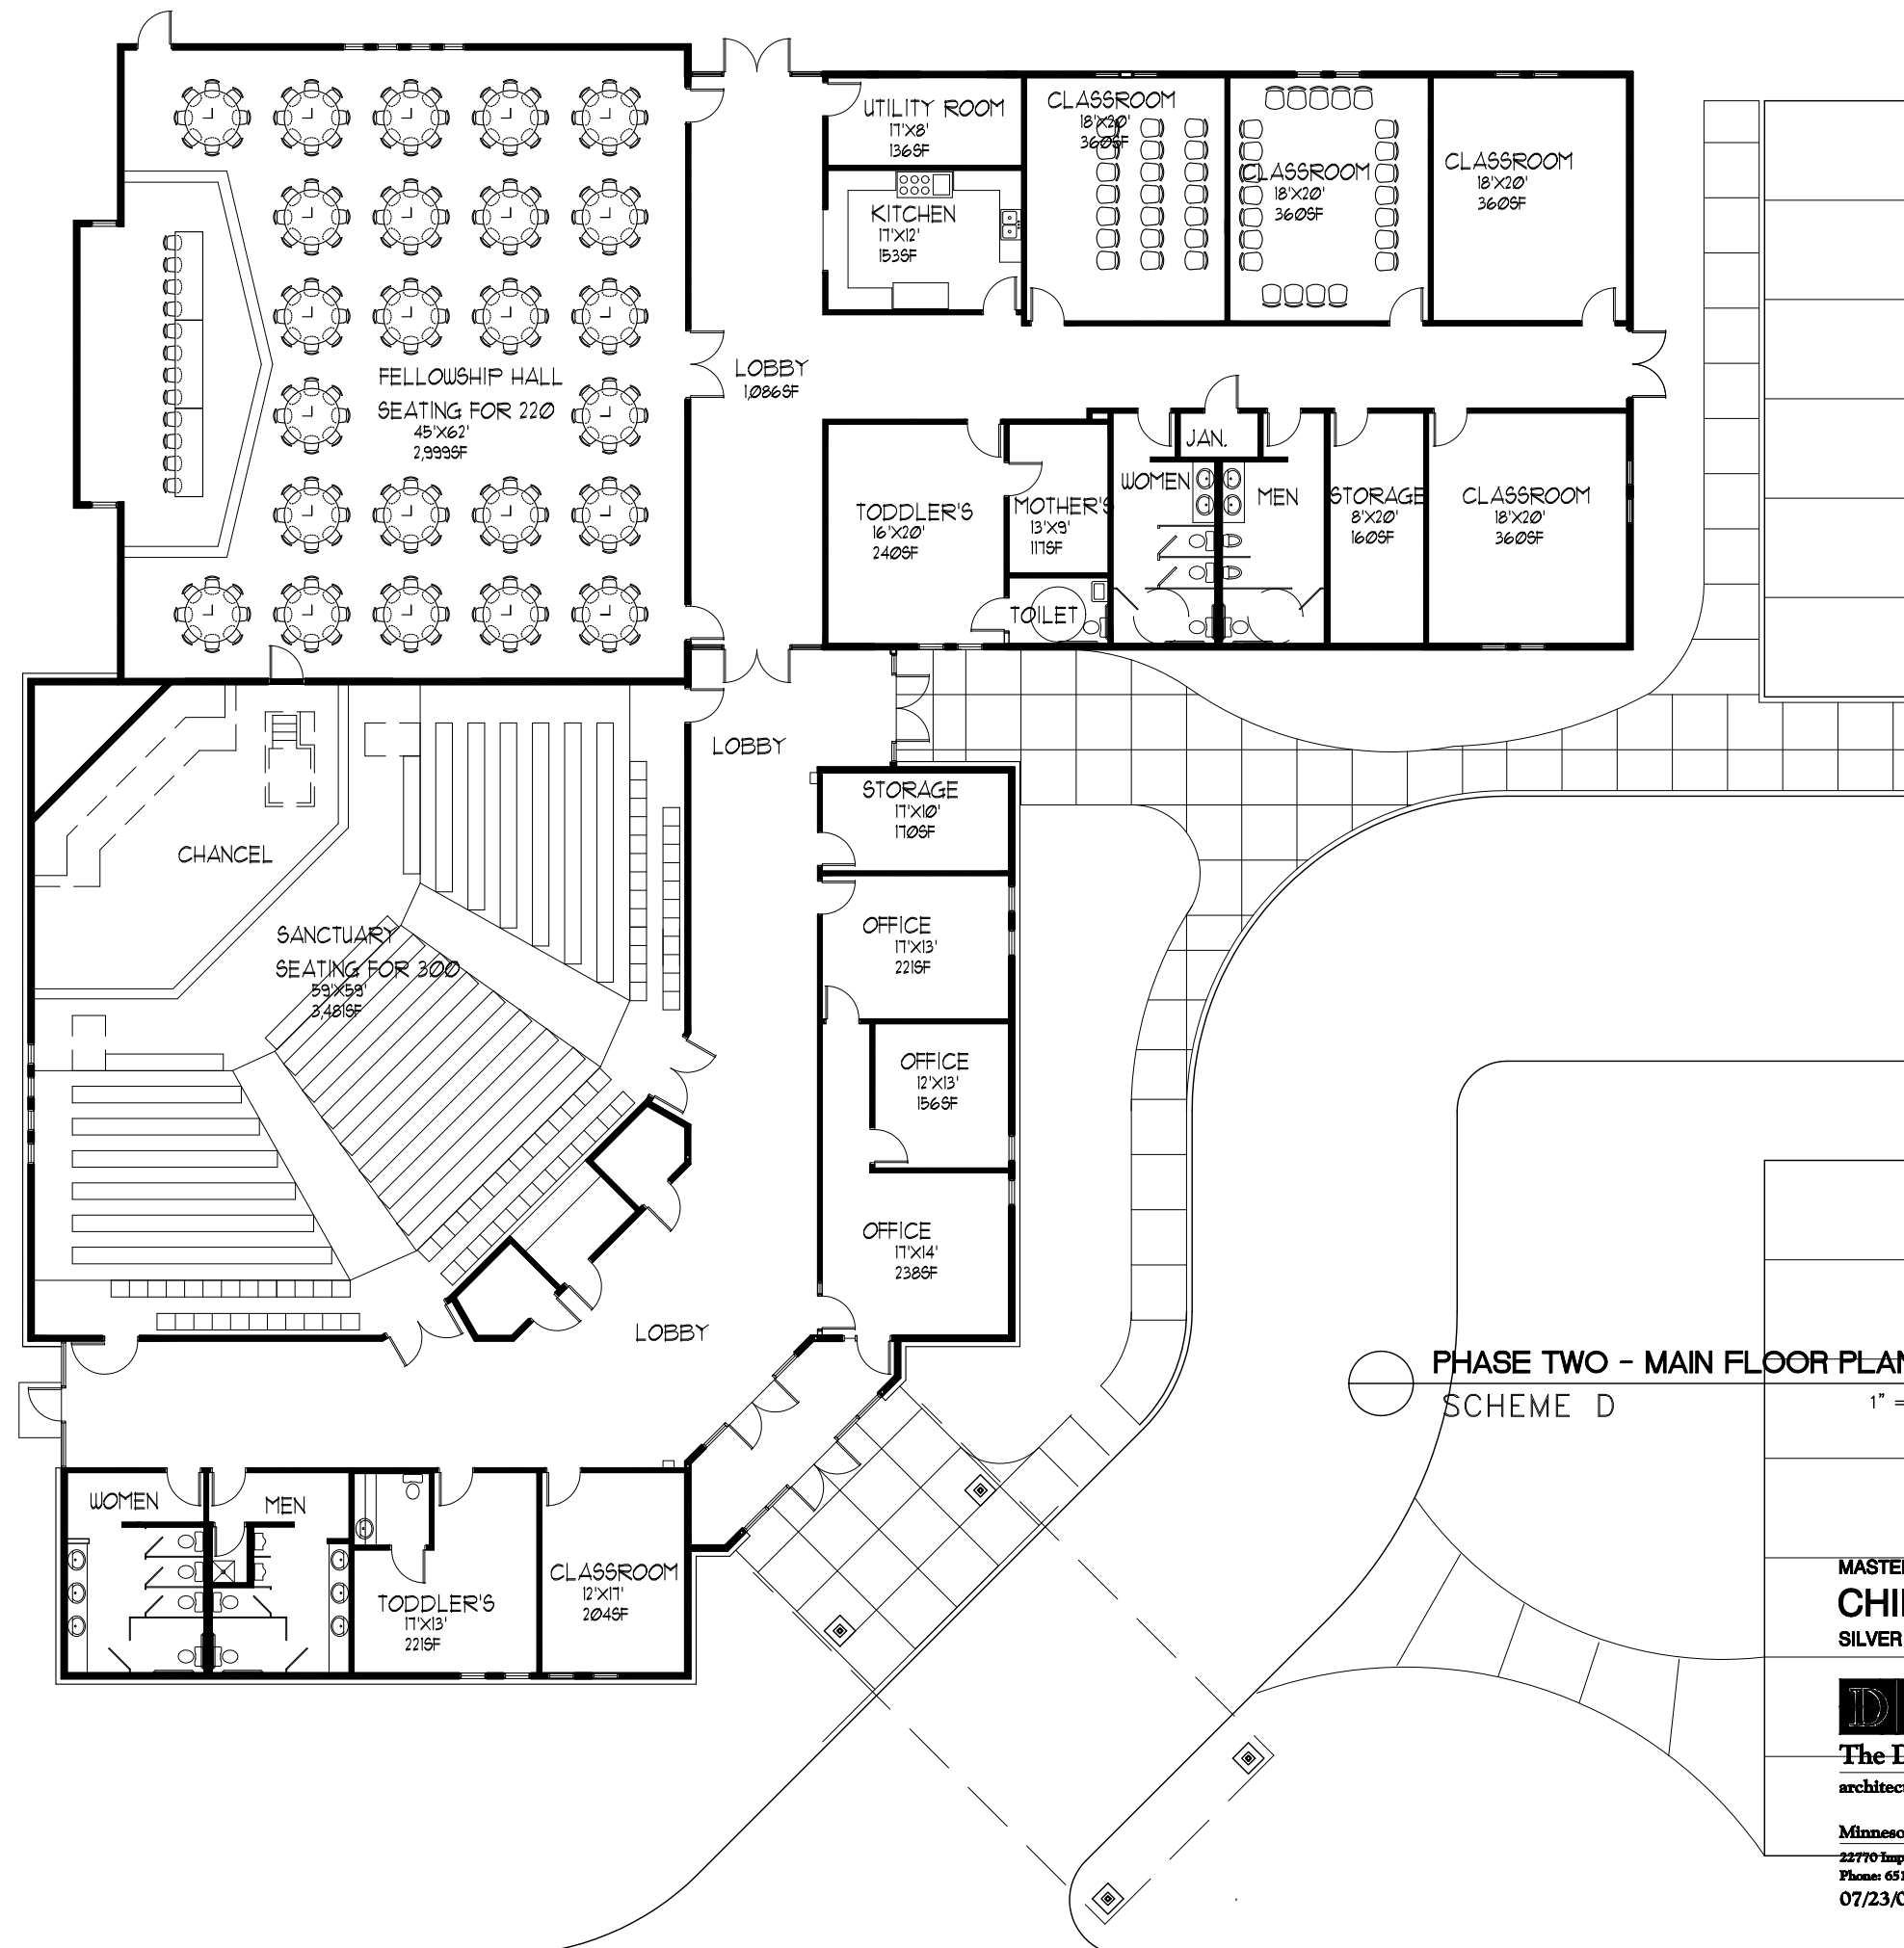 UTILITY ROOM
17'X8'
136SF
CLASSROOM
18'X20'
360SF
CLASSROOM
18'X20'
360SF
CLASSROOM
18'X20'
360SF
KITCHEN
17'X12'
153SF
FELLOWSHIP HALL
SEATING FOR 220
45'X62'
2,999SF
LOBBY
1,086SF
TODDLER'S
16'X20'
240SF
MOTHER'S
13'X9'
117SF
TOILET
WOMEN
JAN.
MEN
STORAGE
8'X20'
160SF
CLASSROOM
18'X20'
360SF
LOBBY
STORAGE
17'X10'
170SF
CHANCEL
SANCTUARY
SEATING FOR 300
59'X59'
3,481SF
OFFICE
17'X13'
221SF
OFFICE
12'X13'
156SF
OFFICE
17'X14'
238SF
LOBBY
WOMEN
MEN
TODDLER'S
17'X13'
221SF
CLASSROOM
12'X17'
204SF
PHASE TWO - MAIN FLOOR PLAN
SCHEME D
1" =
MASTE
CHI
SILVER
D
The D
architec
Minneso
22770 Imp
Phone: 651
07/23/0